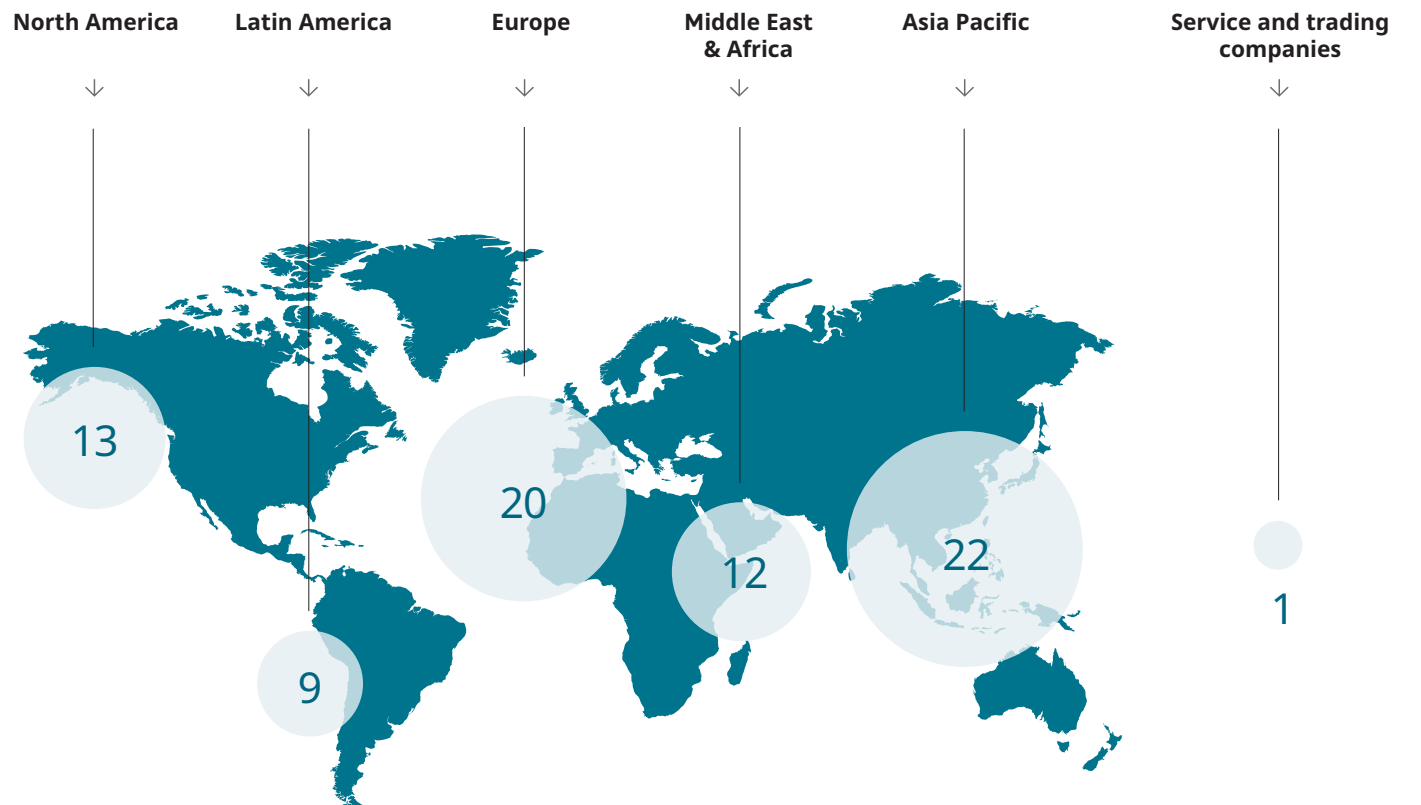 North America
Latin America
Europe
Middle East
& Africa
Asia Pacific
Service and trading
companies
13
9
20
12
22
1